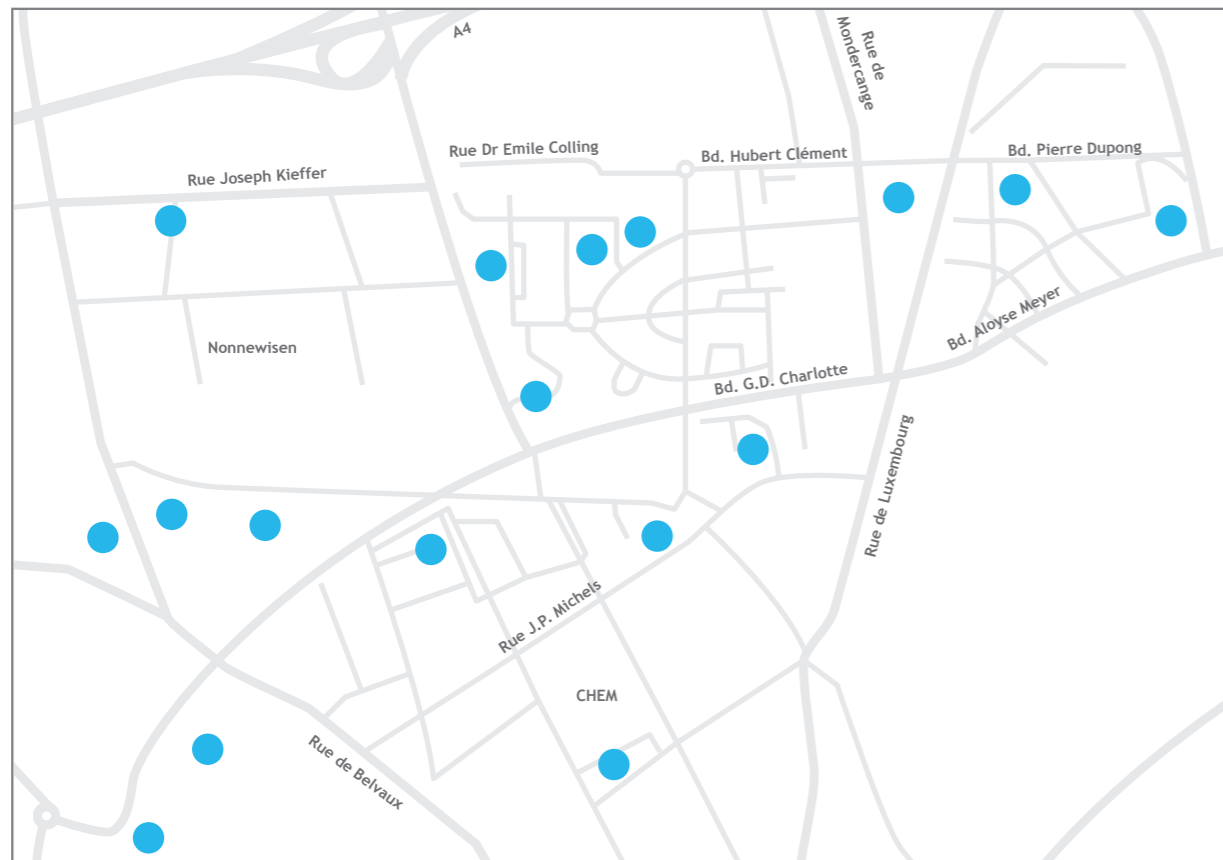 A4
Rue de
Mondercange
Rue Dr Emile Colling
Bd. Hubert Clément
Bd. Pierre Dupong
Rue Joseph Kieffer
Nonnewisen
Bd. Aloyse Meyer
Bd. G.D. Charlotte
Rue de Luxembourg
Rue J.P. Michels
CHEM
Rue de Belvaux